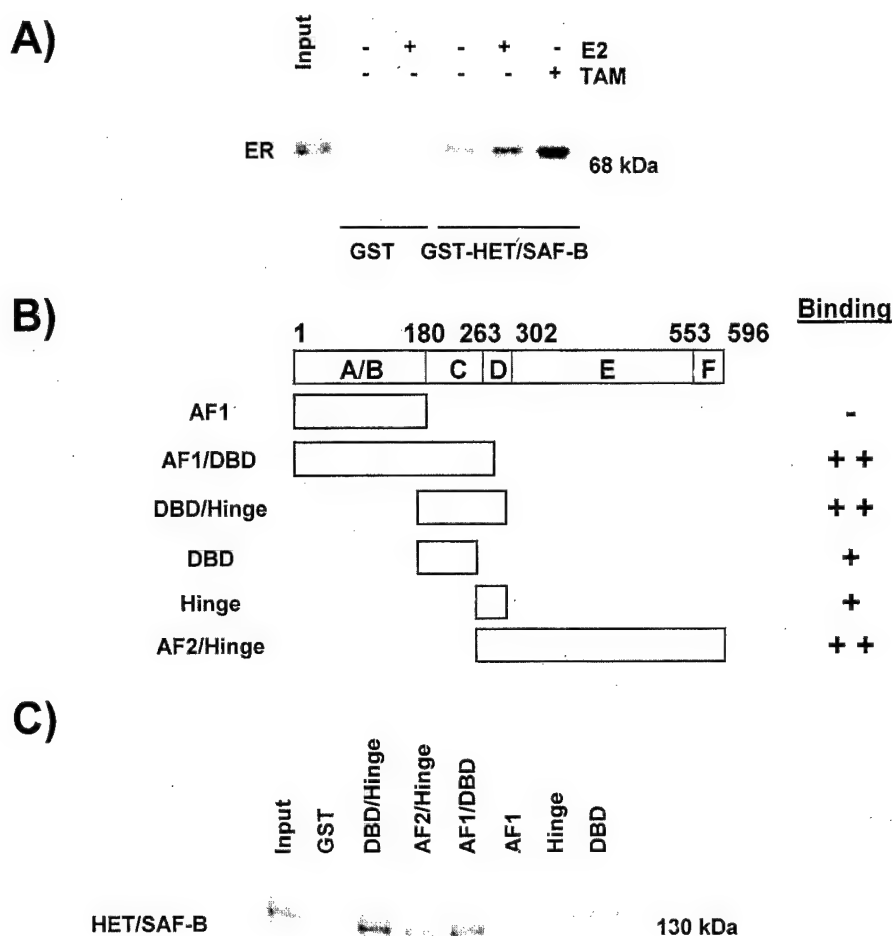 A)
Input - + - + - E2
- - - - + TAM
ER
68 kDa
GST GST-HET/SAF-B
B)
Binding
1 180 263 302 553 596
A/B C D E F
AF1 -
AF1/DBD + +
DBD/Hinge + +
DBD +
Hinge +
AF2/Hinge + +
C)
Input GST DBD/Hinge AF2/Hinge AF1/DBD AF1 Hinge DBD
HET/SAF-B 130 kDa